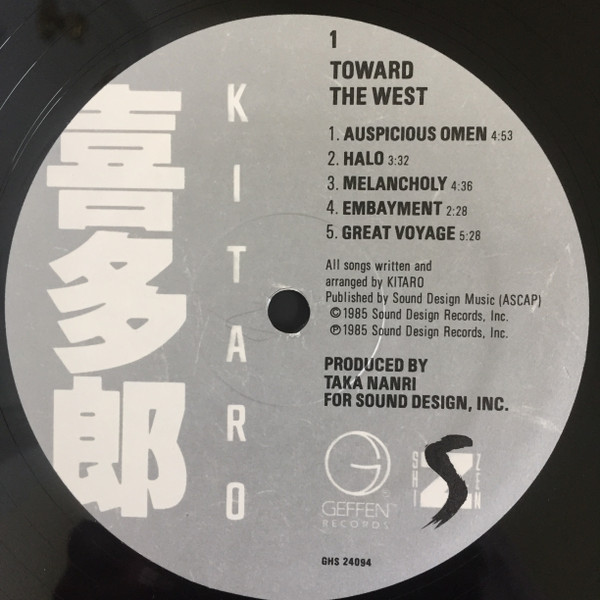 喜多郎
KITARO
1
TOWARD
THE WEST
1. AUSPICIOUS OMEN 4:53
2. HALO 3:32
3. MELANCHOLY 4:36
4. EMBAYMENT 2:28
5. GREAT VOYAGE 5:28
All songs written and
arranged by KITARO
Published by Sound Design Music (ASCAP)
©1985 Sound Design Records, Inc.
℗1985 Sound Design Records, Inc.
PRODUCED BY
TAKA NANRI
FOR SOUND DESIGN, INC.
G
GEFFEN
RECORDS
®
SHI
ZEN
S
GHS 24094